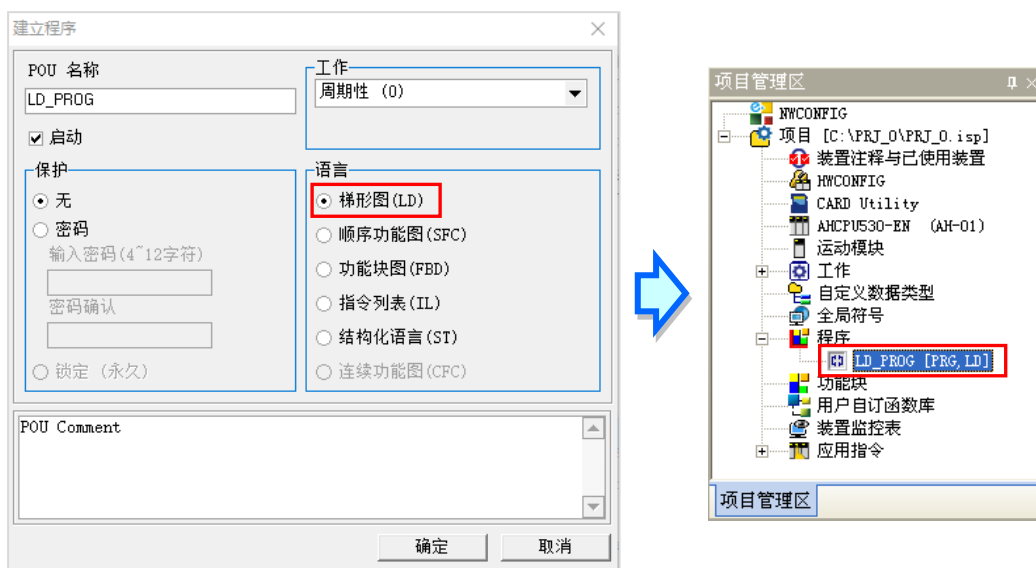 建立程序
POU 名称
LD_PROG
启动
工作
周期性 (0)
保护
无
密码
输入密码(4~12字符)
密码确认
锁定 (永久)
语言
梯形图(LD)
顺序功能图(SFC)
功能块图(FBD)
指令列表(IL)
结构化语言(ST)
连续功能图(CFC)
POU Comment
确定
取消
项目管理区
NWCONFIG
项目 [C:\PRJ_0\PRJ_0.isp]
装置注释与已使用装置
HWCONFIG
CARD Utility
AHCPU530-EN (AH-01)
运动模块
工作
自定义数据类型
全局符号
程序
LD_PROG [PRG,LD]
功能块
用户自订函数库
装置监控表
应用指令
项目管理区